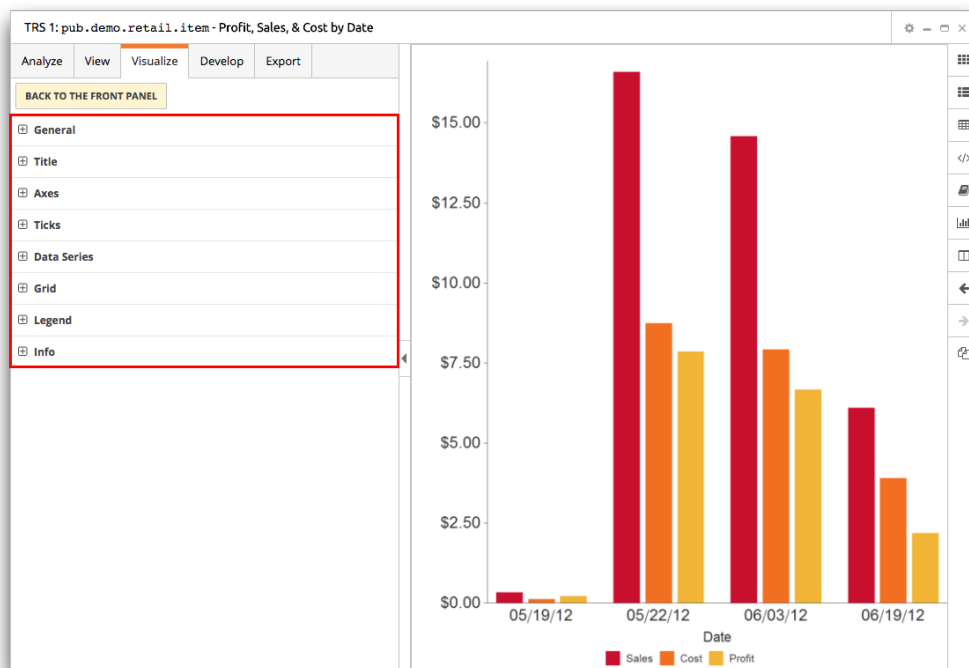 TRS 1: pub.demo.retail.item - Profit, Sales, & Cost by Date
Analyze View Visualize Develop Export
BACK TO THE FRONT PANEL
General
Title
Axes
Ticks
Data Series
Grid
Legend
Info
$15.00
$12.50
$10.00
$7.50
$5.00
$2.50
$0.00
05/19/12 05/22/12 06/03/12 06/19/12
Date
Sales Cost Profit